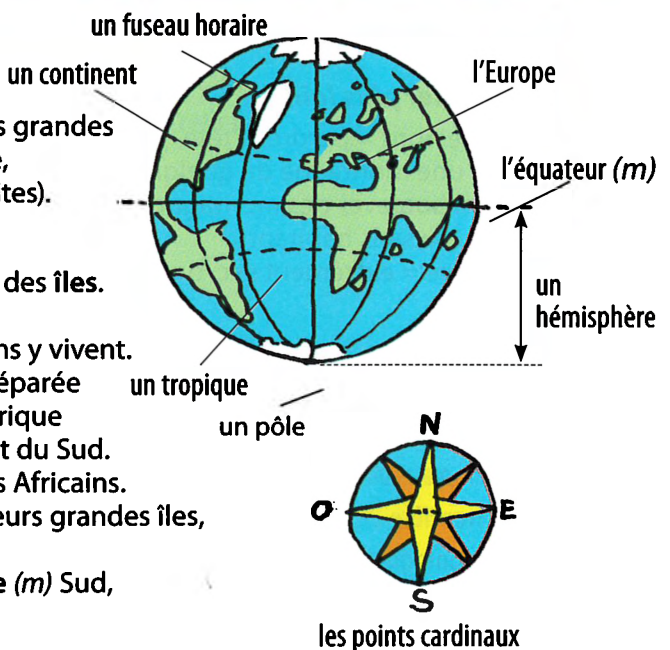 un fuseau horaire
un continent
l'Europe
s grandes
l'équateur (m)
,
tes).
des îles.
un
hémisphère
ns y vivent.
éparée
un tropique
rique
un pôle
t du Sud.
N
s Africains.
O
E
eurs grandes îles,
e (m) Sud,
S
les points cardinaux